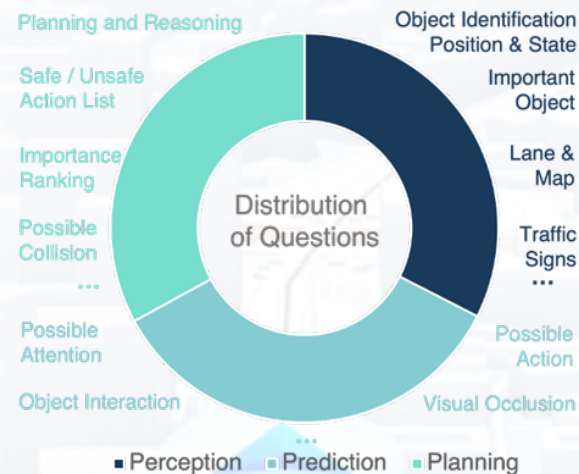 Planning and Reasoning
Safe / Unsafe
Action List
Importance
Ranking
Possible
Collision
...
Possible
Attention
Object Interaction
Distribution
of Questions
Object Identification
Position & State
Important
Object
Lane &
Map
Traffic
Signs
...
Possible
Action
Visual Occlusion
...
Perception Prediction Planning